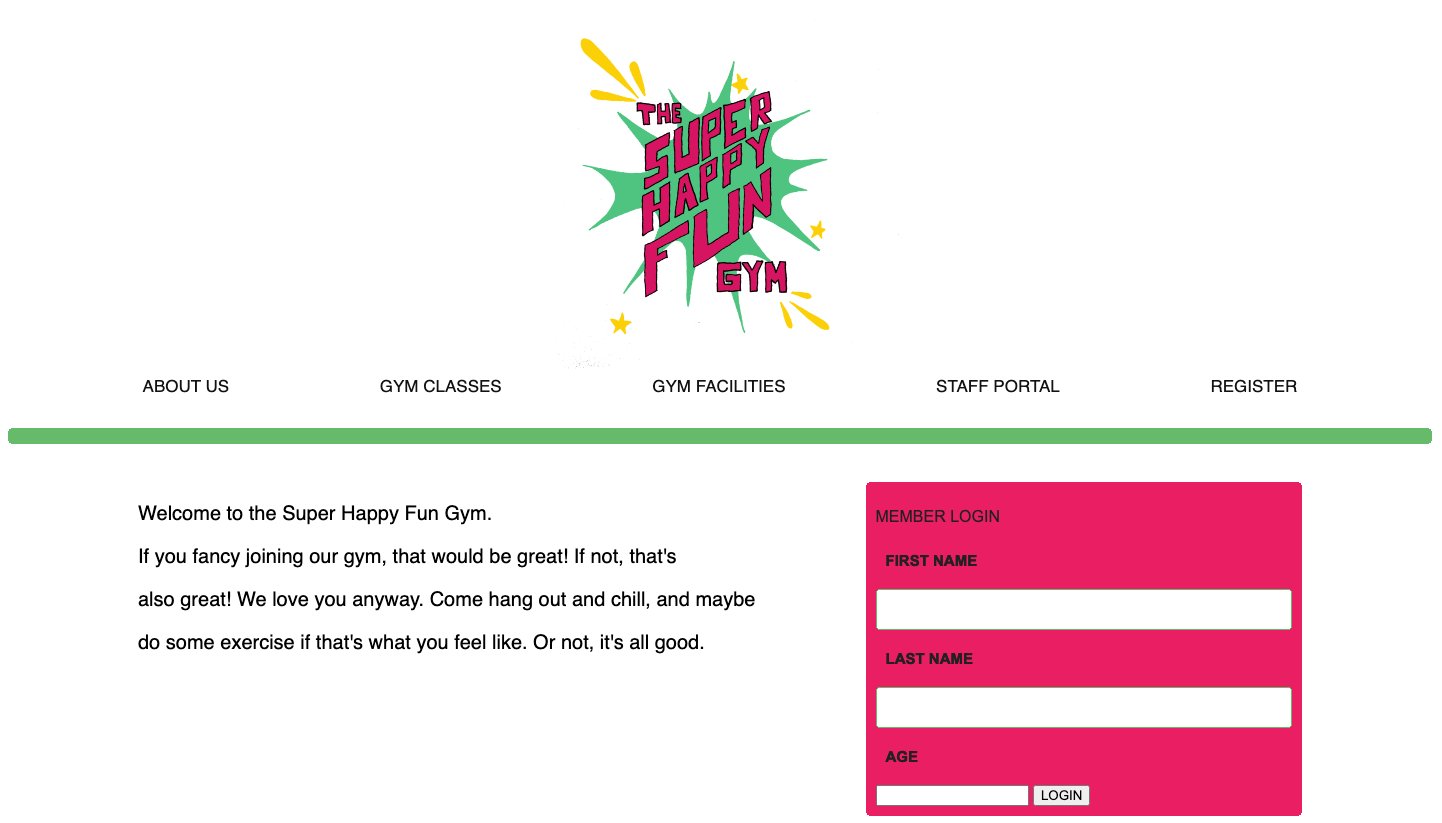 THE
SUPER
HAPPY
FUN
GYM
ABOUT US GYM CLASSES GYM FACILITIES STAFF PORTAL REGISTER
Welcome to the Super Happy Fun Gym.
If you fancy joining our gym, that would be great! If not, that's
also great! We love you anyway. Come hang out and chill, and maybe
do some exercise if that's what you feel like. Or not, it's all good.
MEMBER LOGIN
FIRST NAME
LAST NAME
AGE
LOGIN